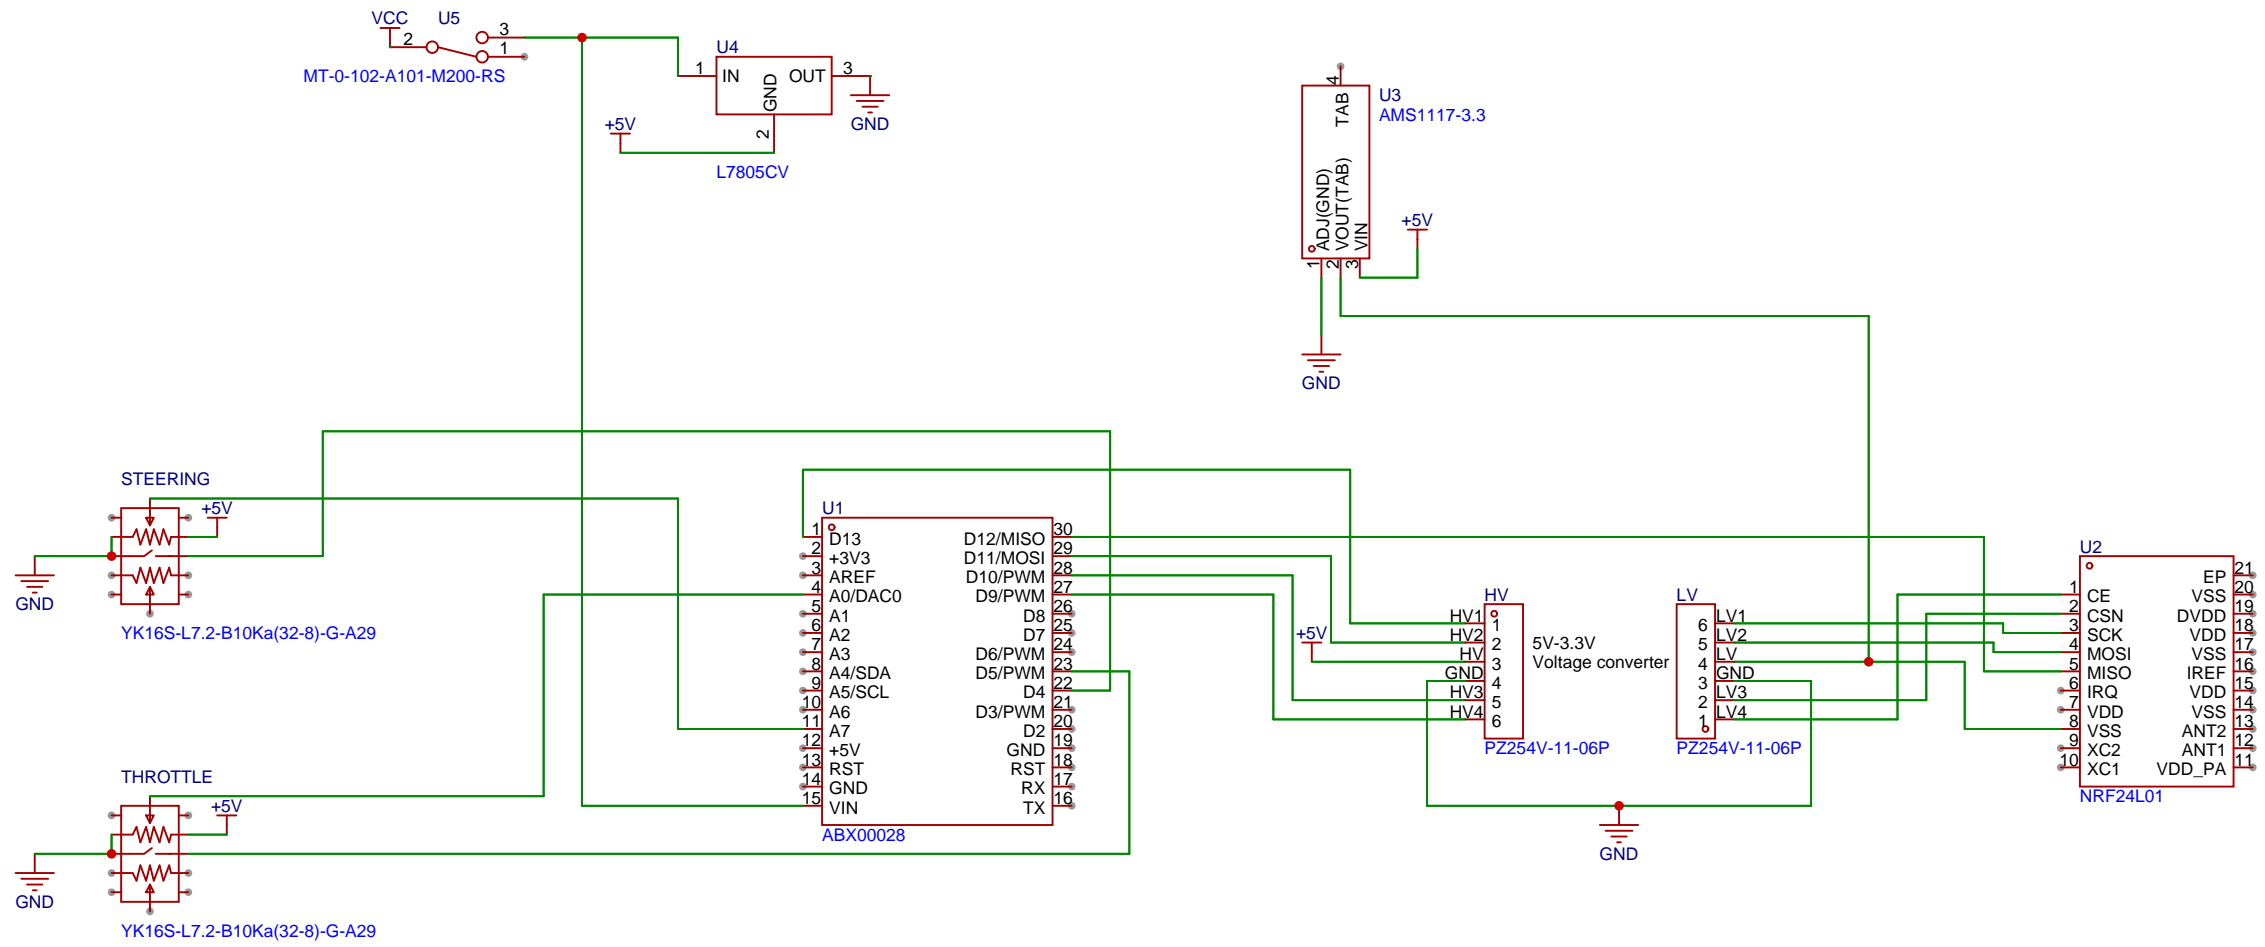 VCC
U5
2
3
1
MT-0-102-A101-M200-RS
U4
1
IN
GND
OUT
3
2
GND
+5V
L7805CV
4
TAB
U3
AMS1117-3.3
ADJ(GND)
VOUT(TAB)
VIN
1
2
3
+5V
GND
STEERING
+5V
GND
YK16S-L7.2-B10Ka(32-8)-G-A29
THROTTLE
+5V
GND
YK16S-L7.2-B10Ka(32-8)-G-A29
U1
1 D13
2 +3V3
3 AREF
4 A0/DAC0
5 A1
6 A2
7 A3
8 A4/SDA
9 A5/SCL
10 A6
11 A7
12 +5V
13 RST
14 GND
15 VIN
D12/MISO 30
D11/MOSI 29
D10/PWM 28
D9/PWM 27
D8 26
D7 25
D6/PWM 24
D5/PWM 23
D4 22
D3/PWM 21
D2 20
GND 19
RST 18
RX 17
TX 16
ABX00028
HV
HV1 1
HV2 2
HV 3
GND 4
HV3 5
HV4 6
+5V
PZ254V-11-06P
5V-3.3V
Voltage converter
LV
6 LV1
5 LV2
4 LV
3 GND
2 LV3
1 LV4
PZ254V-11-06P
GND
U2
1 CE
2 CSN
3 SCK
4 MOSI
5 MISO
6 IRQ
7 VDD
8 VSS
9 XC2
10 XC1
EP 21
VSS 20
DVDD 19
VDD 18
VSS 17
IREF 16
VDD 15
VSS 14
ANT2 13
ANT1 12
VDD_PA 11
NRF24L01